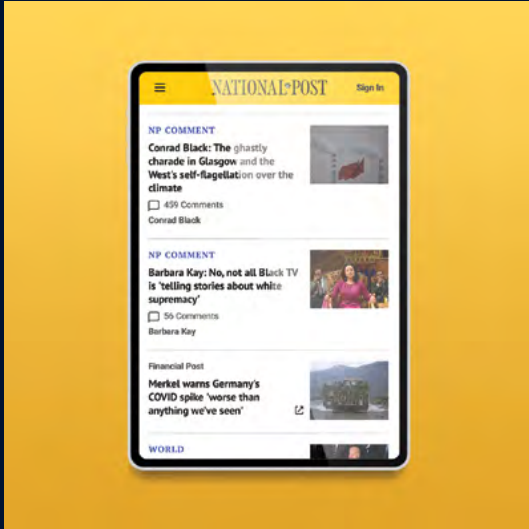 NATIONAL POST
Sign In
NP COMMENT
Conrad Black: The ghastly
charade in Glasgow and the
West's self-flagellation over the
climate
459 Comments
Conrad Black
NP COMMENT
Barbara Kay: No, not all Black TV
is 'telling stories about white
supremacy'
56 Comments
Barbara Kay
Financial Post
Merkel warns Germany's
COVID spike 'worse than
anything we've seen'
WORLD